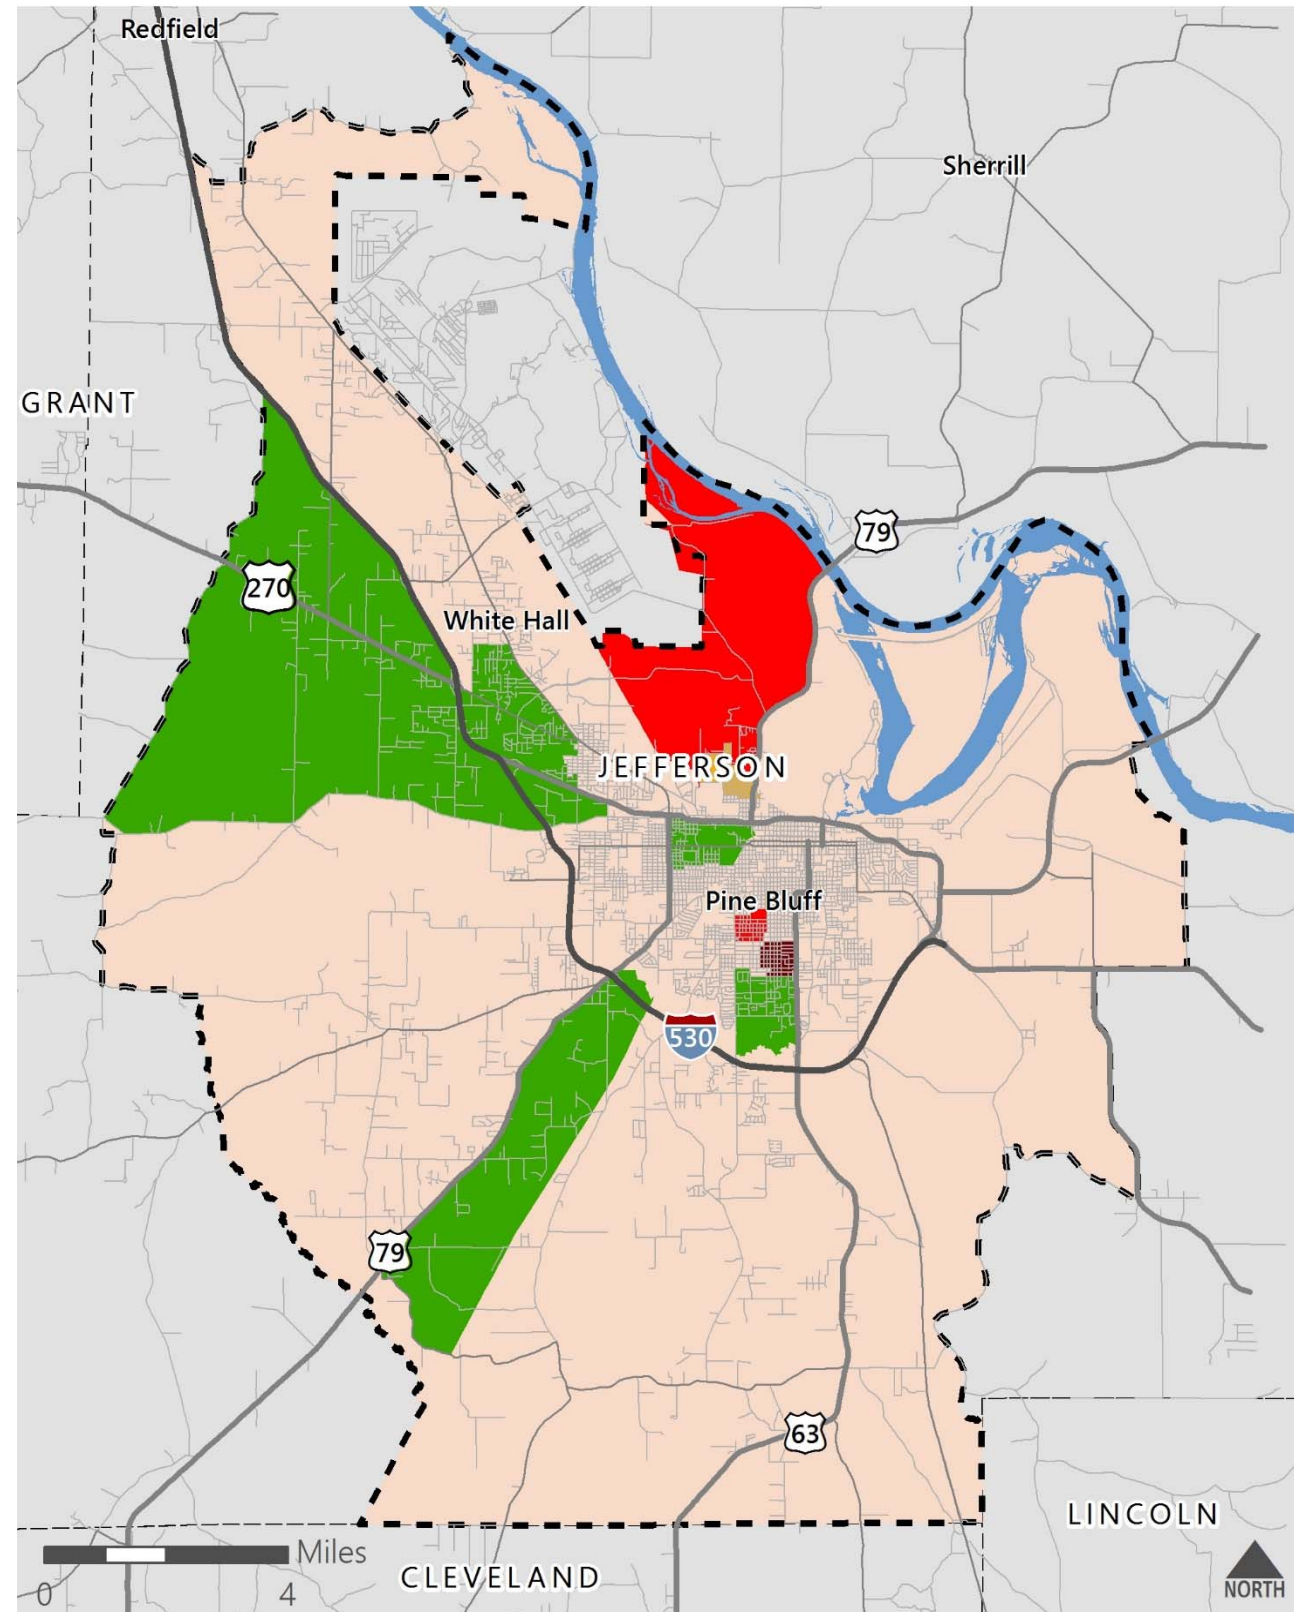 Redfield
Sherrill
GRANT
79
270
White Hall
JEFFERSON
Pine Bluff
530
79
63
LINCOLN
Miles
0 4
CLEVELAND
NORTH